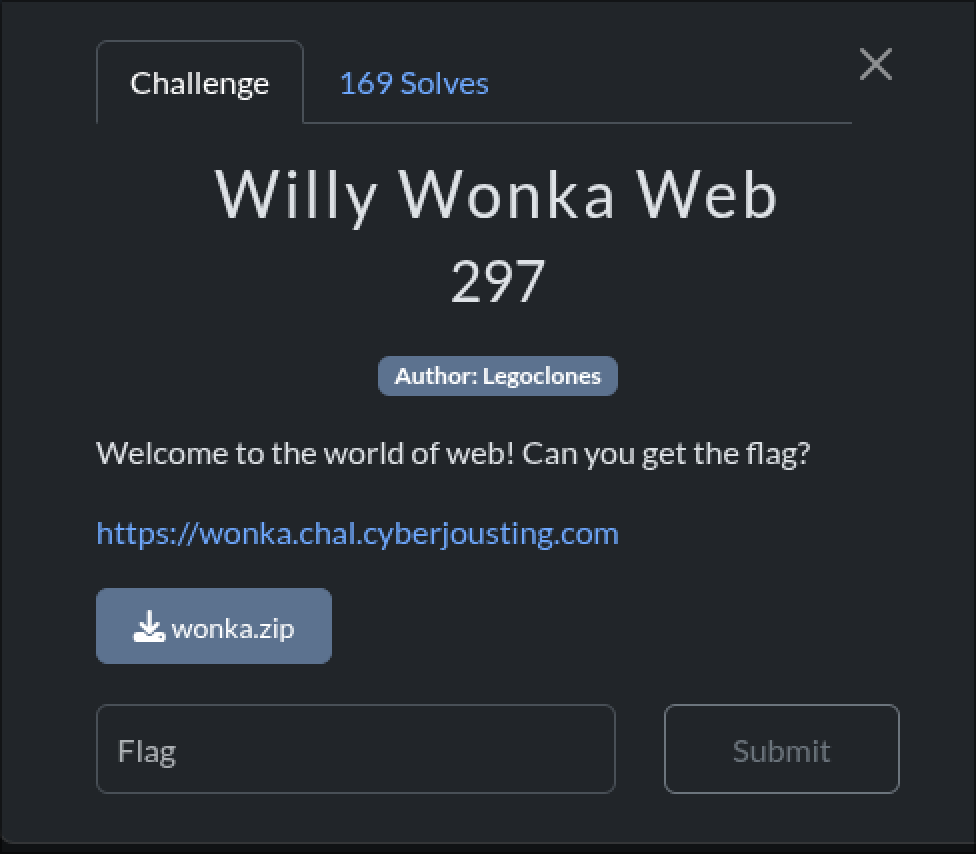 Challenge
169 Solves
Willy Wonka Web
297
Author: Legoclones
Welcome to the world of web! Can you get the flag?
https://wonka.chal.cyberjousting.com
wonka.zip
Flag
Submit